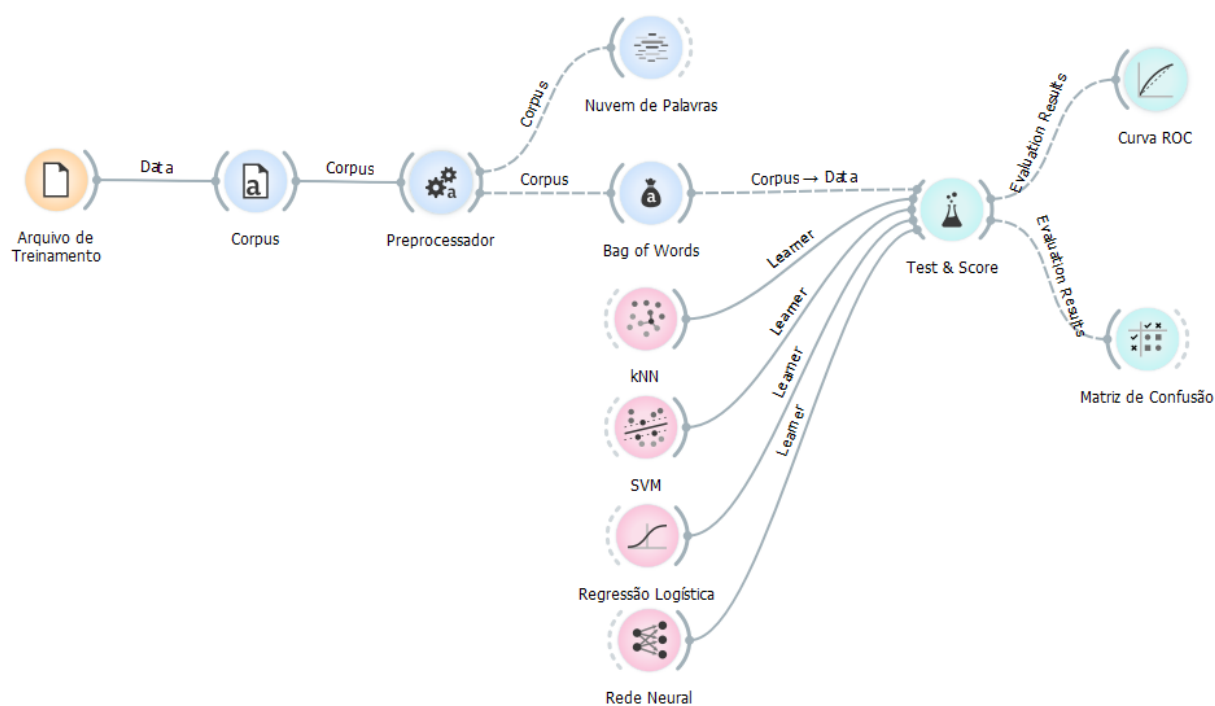 Nuvem de Palavras
Corpus
Data
Corpus
Corpus
Corpus → Data
Evaluation Results
Curva ROC
Arquivo de
Treinamento
a
Corpus
a
Preprocessador
a
Bag of Words
Test & Score
Evaluation Results
Matriz de Confusão
Learner
kNN
Learner
SVM
Learner
Regressão Logística
Learner
Rede Neural